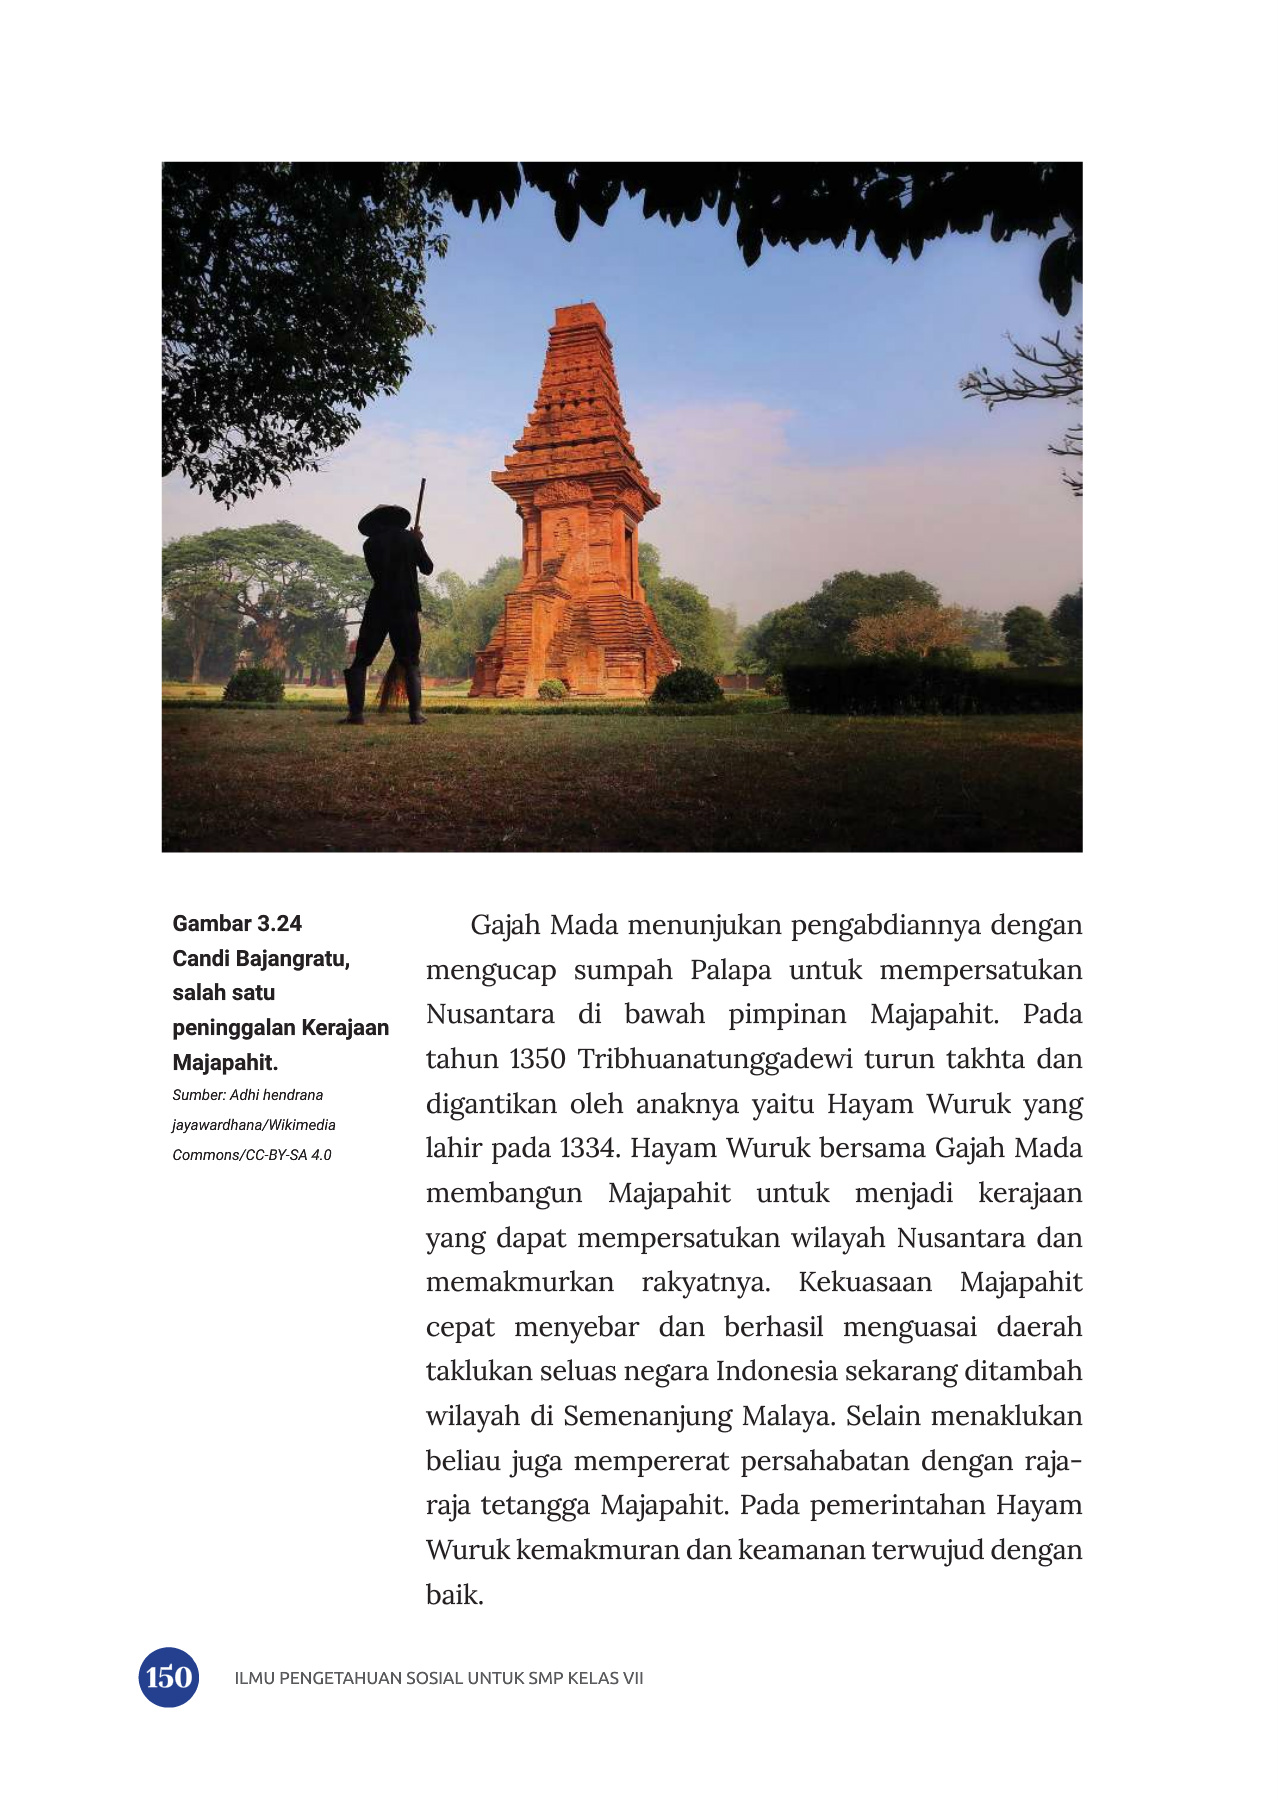 Gambar 3.24
Candi Bajangratu,
salah satu
peninggalan Kerajaan
Majapahit.
Sumber: Adhi hendrana
jayawardhana/Wikimedia
Commons/CC-BY-SA 4.0
Gajah Mada menunjukan pengabdiannya dengan
mengucap sumpah Palapa untuk mempersatukan
Nusantara di bawah pimpinan Majapahit. Pada
tahun 1350 Tribhuanatunggadewi turun takhta dan
digantikan oleh anaknya yaitu Hayam Wuruk yang
lahir pada 1334. Hayam Wuruk bersama Gajah Mada
membangun Majapahit untuk menjadi kerajaan
yang dapat mempersatukan wilayah Nusantara dan
memakmurkan rakyatnya. Kekuasaan Majapahit
cepat menyebar dan berhasil menguasai daerah
taklukan seluas negara Indonesia sekarang ditambah
wilayah di Semenanjung Malaya. Selain menaklukan
beliau juga mempererat persahabatan dengan raja-
raja tetangga Majapahit. Pada pemerintahan Hayam
Wuruk kemakmuran dan keamanan terwujud dengan
baik.
150
ILMU PENGETAHUAN SOSIAL UNTUK SMP KELAS VII